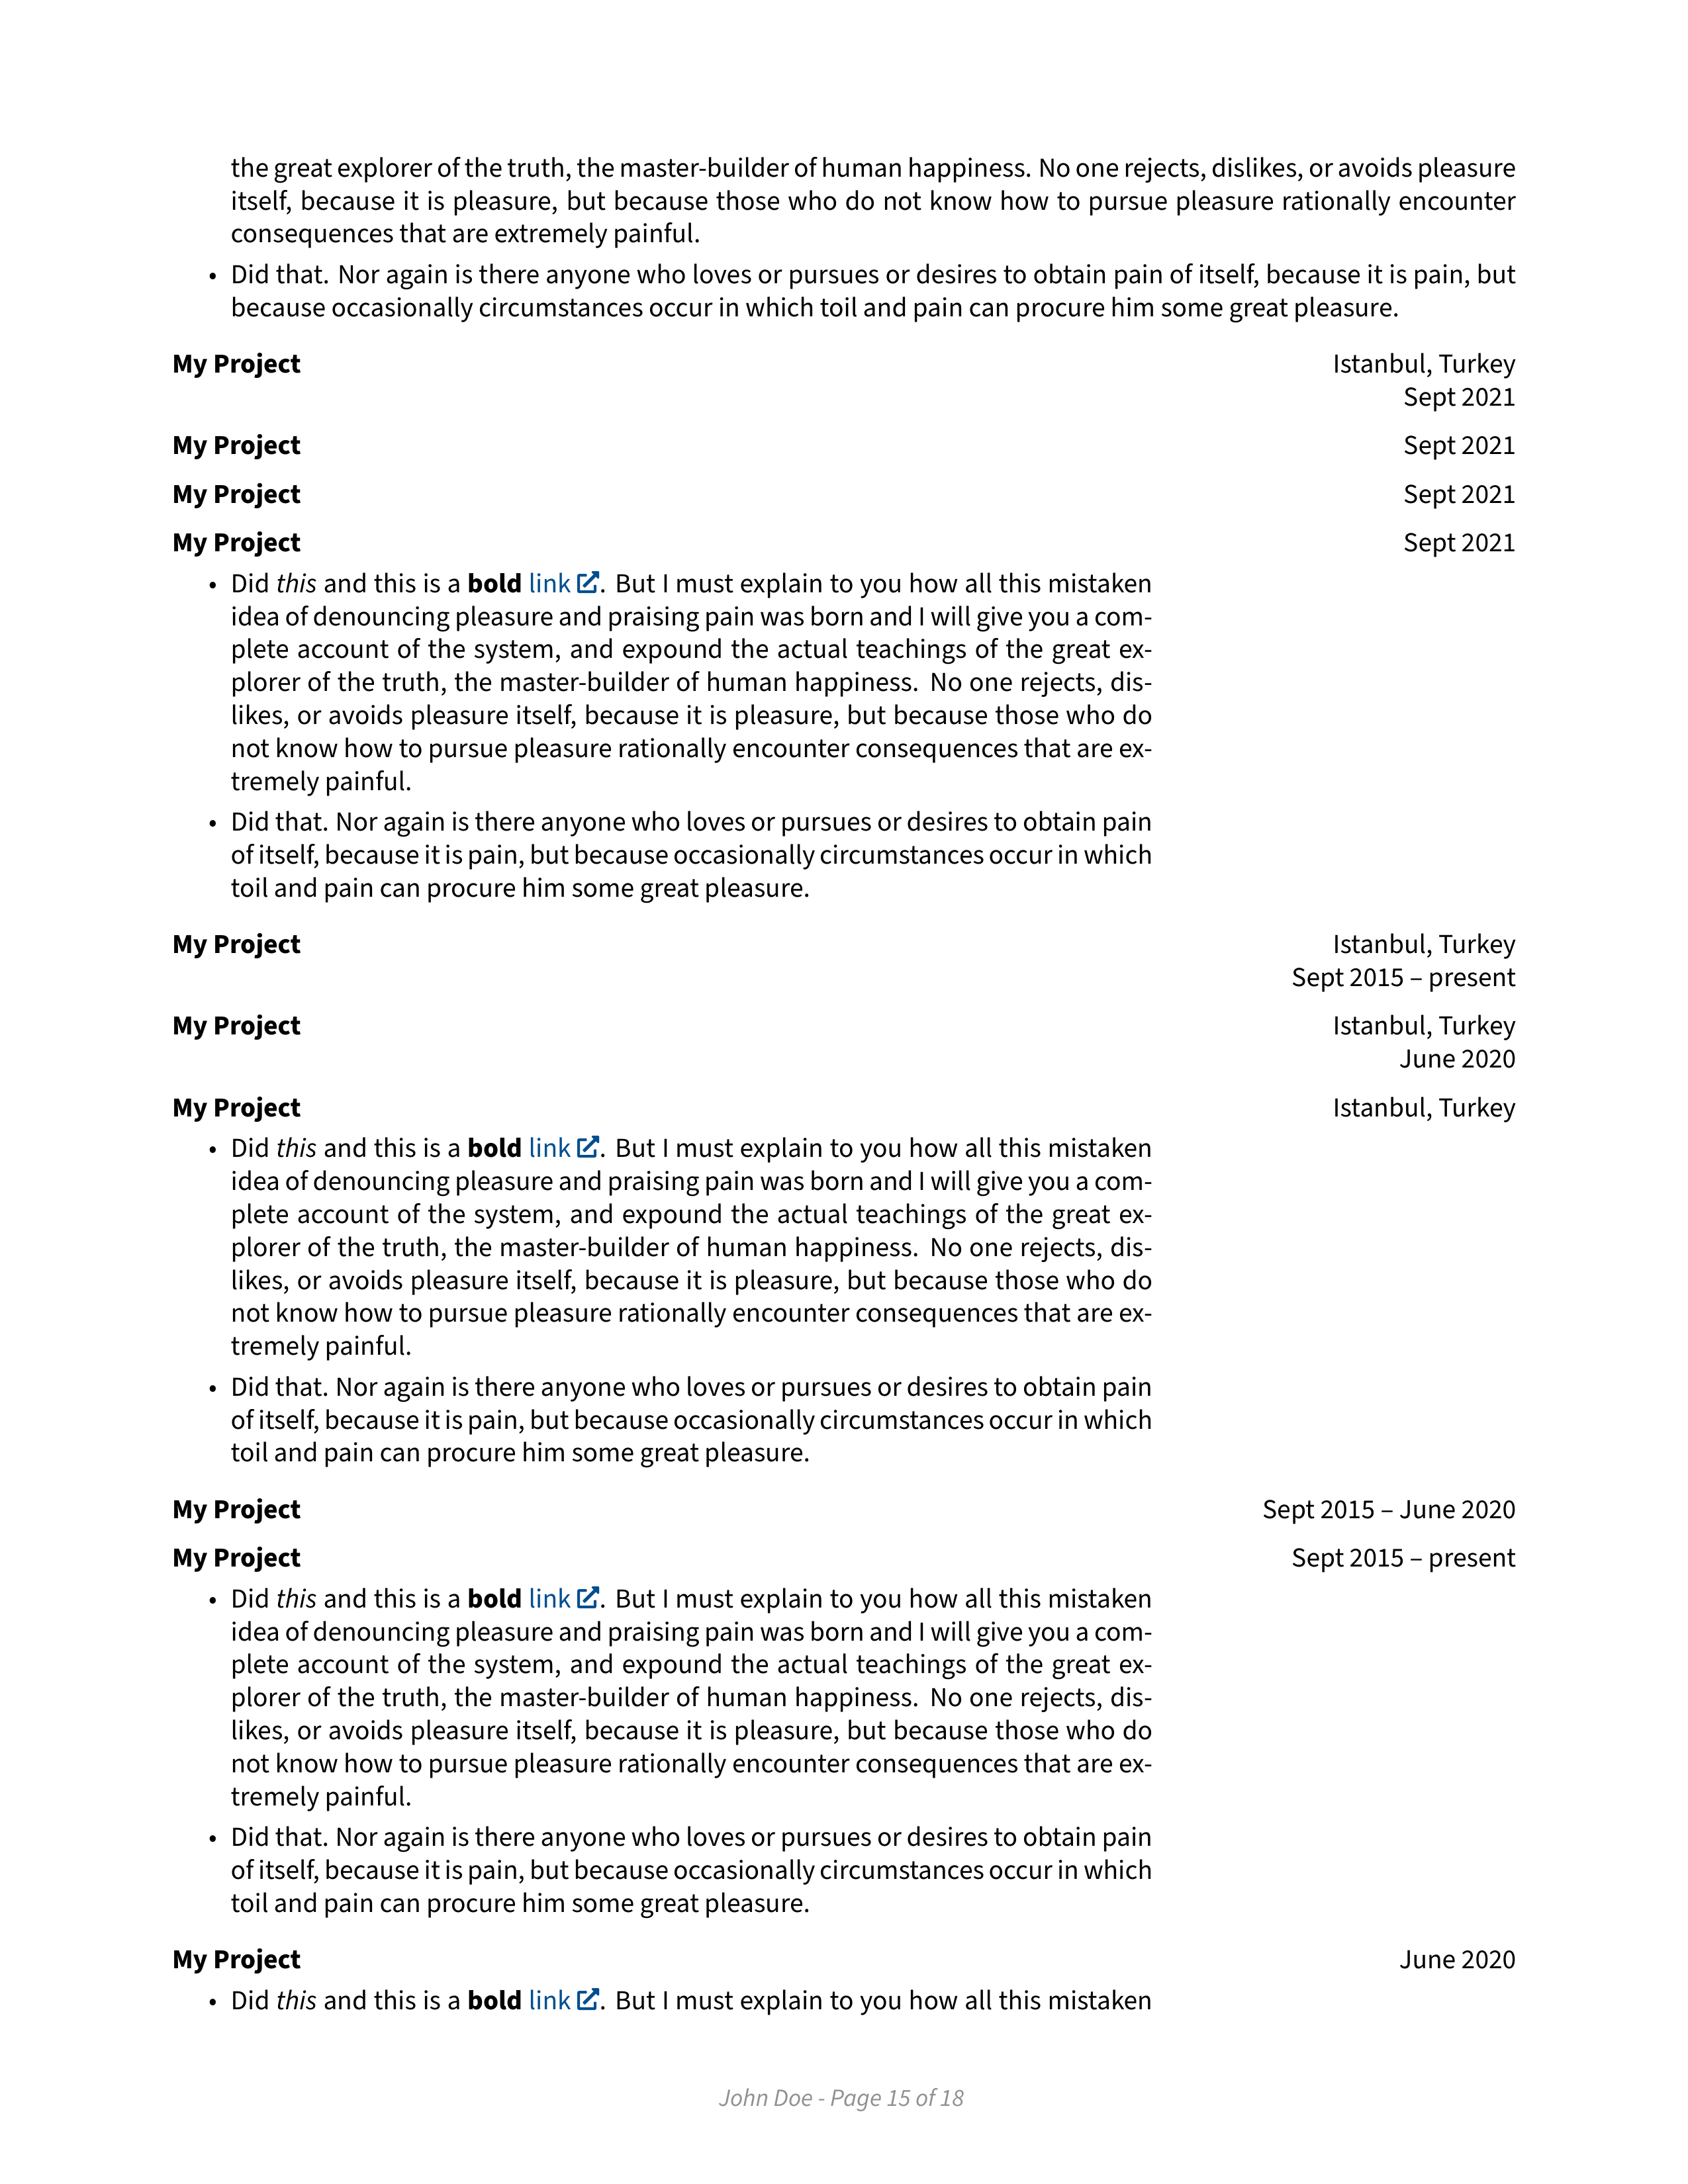 the great explorer of the truth, the master-builder of human happiness. No one rejects, dislikes, or avoids pleasure
itself, because it is pleasure, but because those who do not know how to pursue pleasure rationally encounter
consequences that are extremely painful.
• Did that. Nor again is there anyone who loves or pursues or desires to obtain pain of itself, because it is pain, but
because occasionally circumstances occur in which toil and pain can procure him some great pleasure.
My Project Istanbul, Turkey
Sept 2021
My Project Sept 2021
My Project Sept 2021
My Project Sept 2021
• Did this and this is a bold link. But I must explain to you how all this mistaken
idea of denouncing pleasure and praising pain was born and I will give you a com-
plete account of the system, and expound the actual teachings of the great ex-
plorer of the truth, the master-builder of human happiness. No one rejects, dis-
likes, or avoids pleasure itself, because it is pleasure, but because those who do
not know how to pursue pleasure rationally encounter consequences that are ex-
tremely painful.
• Did that. Nor again is there anyone who loves or pursues or desires to obtain pain
of itself, because it is pain, but because occasionally circumstances occur in which
toil and pain can procure him some great pleasure.
My Project Istanbul, Turkey
Sept 2015 – present
My Project Istanbul, Turkey
June 2020
My Project Istanbul, Turkey
• Did this and this is a bold link. But I must explain to you how all this mistaken
idea of denouncing pleasure and praising pain was born and I will give you a com-
plete account of the system, and expound the actual teachings of the great ex-
plorer of the truth, the master-builder of human happiness. No one rejects, dis-
likes, or avoids pleasure itself, because it is pleasure, but because those who do
not know how to pursue pleasure rationally encounter consequences that are ex-
tremely painful.
• Did that. Nor again is there anyone who loves or pursues or desires to obtain pain
of itself, because it is pain, but because occasionally circumstances occur in which
toil and pain can procure him some great pleasure.
My Project Sept 2015 – June 2020
My Project Sept 2015 – present
• Did this and this is a bold link. But I must explain to you how all this mistaken
idea of denouncing pleasure and praising pain was born and I will give you a com-
plete account of the system, and expound the actual teachings of the great ex-
plorer of the truth, the master-builder of human happiness. No one rejects, dis-
likes, or avoids pleasure itself, because it is pleasure, but because those who do
not know how to pursue pleasure rationally encounter consequences that are ex-
tremely painful.
• Did that. Nor again is there anyone who loves or pursues or desires to obtain pain
of itself, because it is pain, but because occasionally circumstances occur in which
toil and pain can procure him some great pleasure.
My Project June 2020
• Did this and this is a bold link. But I must explain to you how all this mistaken
John Doe - Page 15 of 18